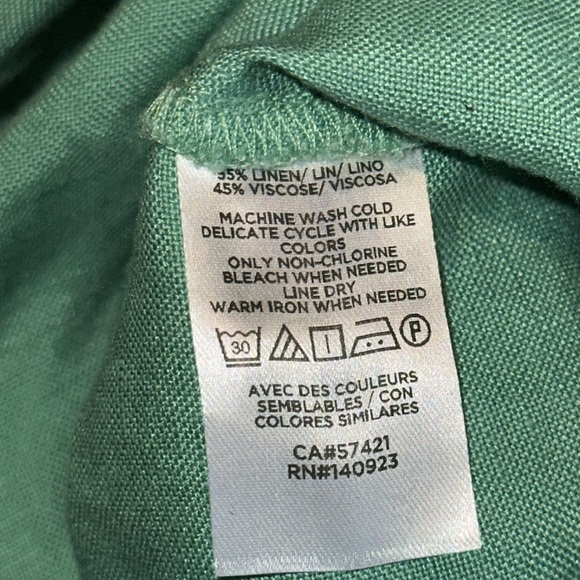 55% LINEN/ LIN/ LINO
45% VISCOSE/ VISCOSA
MACHINE WASH COLD
DELICATE CYCLE WITH LIKE
COLORS
ONLY NON-CHLORINE
BLEACH WHEN NEEDED
LINE DRY
WARM IRON WHEN NEEDED
30 P
AVEC DES COULEURS
SEMBLABLES / CON
COLORES SIMILARES
CA#57421
RN#140923